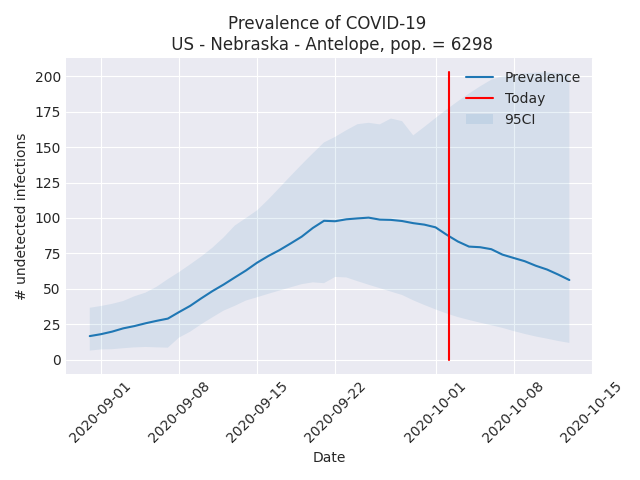 Prevalence of COVID-19
US - Nebraska - Antelope, pop. = 6298
Prevalence
Today
95CI
200
175
150
125
100
75
50
25
0
# undetected infections
2020-09-01
2020-09-08
2020-09-15
2020-09-22
2020-10-01
2020-10-08
2020-10-15
Date